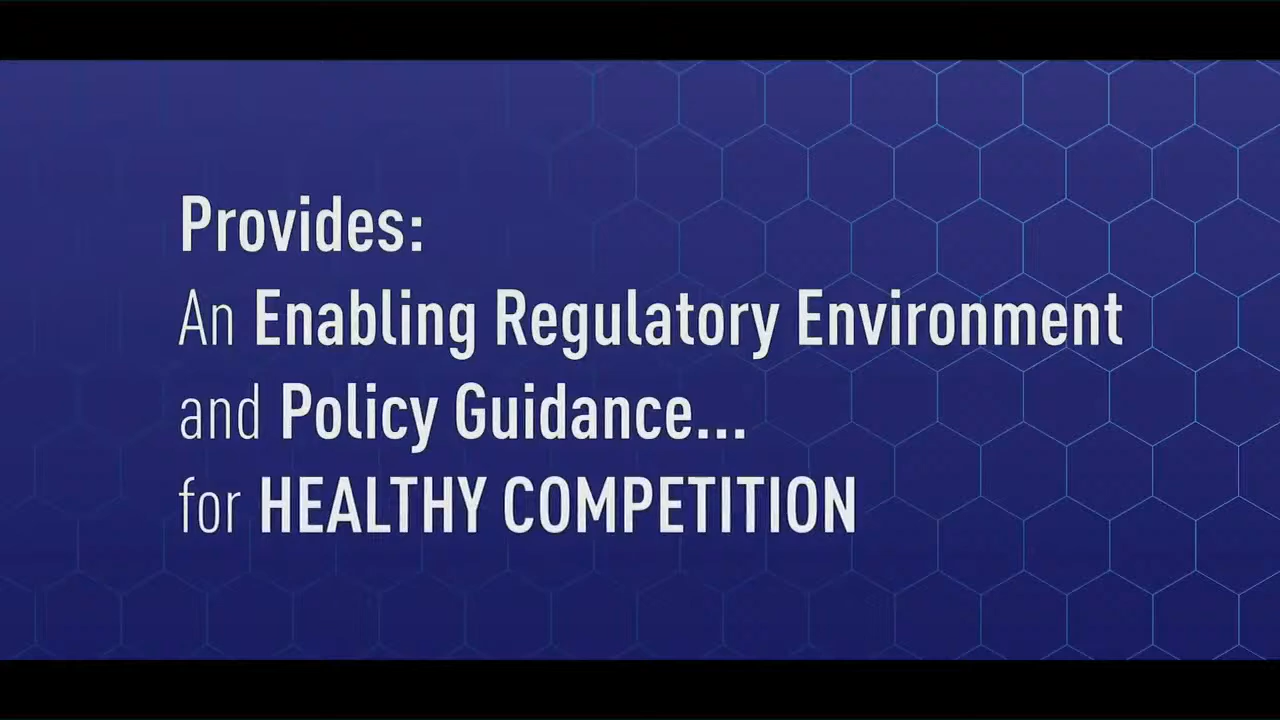 Provides:
An Enabling Regulatory Environment
and Policy Guidance...
for HEALTHY COMPETITION